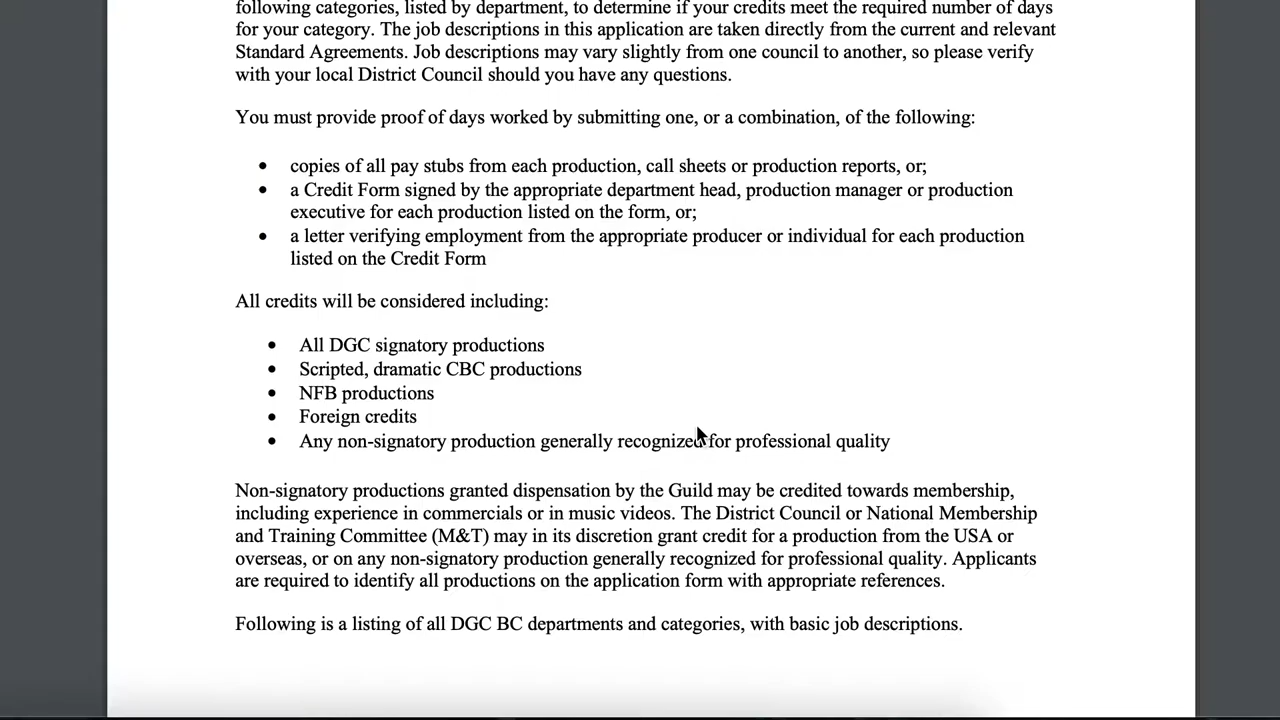 following categories, listed by department, to determine if your credits meet the required number of days
for your category. The job descriptions in this application are taken directly from the current and relevant
Standard Agreements. Job descriptions may vary slightly from one council to another, so please verify
with your local District Council should you have any questions.
You must provide proof of days worked by submitting one, or a combination, of the following:
• copies of all pay stubs from each production, call sheets or production reports, or;
• a Credit Form signed by the appropriate department head, production manager or production
executive for each production listed on the form, or;
• a letter verifying employment from the appropriate producer or individual for each production
listed on the Credit Form
All credits will be considered including:
• All DGC signatory productions
• Scripted, dramatic CBC productions
• NFB productions
• Foreign credits
• Any non-signatory production generally recognized for professional quality
Non-signatory productions granted dispensation by the Guild may be credited towards membership,
including experience in commercials or in music videos. The District Council or National Membership
and Training Committee (M&T) may in its discretion grant credit for a production from the USA or
overseas, or on any non-signatory production generally recognized for professional quality. Applicants
are required to identify all productions on the application form with appropriate references.
Following is a listing of all DGC BC departments and categories, with basic job descriptions.